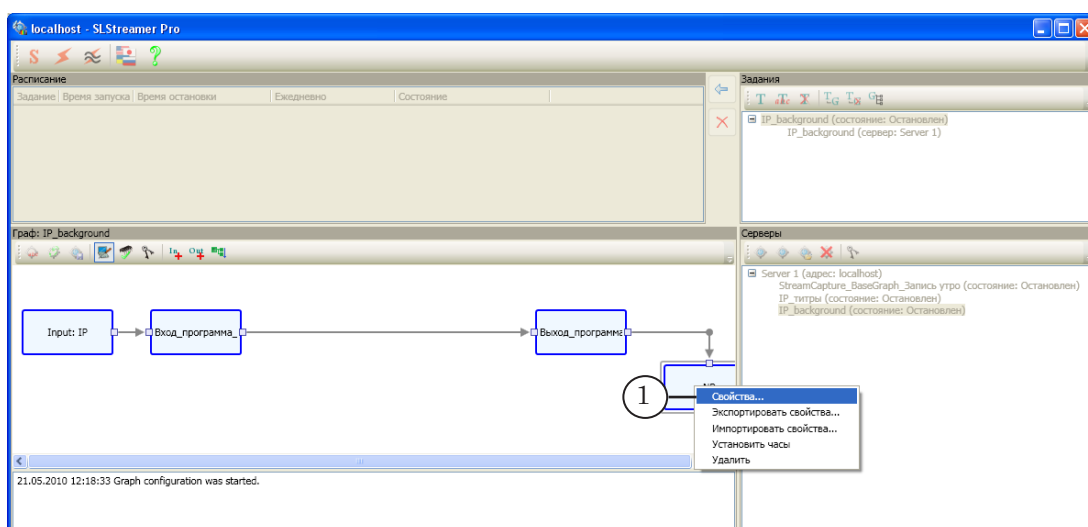 localhost - SLStreamer Pro
Расписание
Задание Время запуска Время остановки Ежедневно Состояние
Задания
IP_background (состояние: Остановлен)
IP_background (сервер: Server 1)
Граф: IP_background
Input: IP
Вход_программа_
Выход_программа
1
Свойства...
Экспортировать свойства...
Импортировать свойства...
Установить часы
Удалить
Серверы
Server 1 (адрес: localhost)
StreamCapture_BaseGraph_Запись утро (состояние: Остановлен)
IP_титры (состояние: Остановлен)
IP_background (состояние: Остановлен)
21.05.2010 12:18:33 Graph configuration was started.